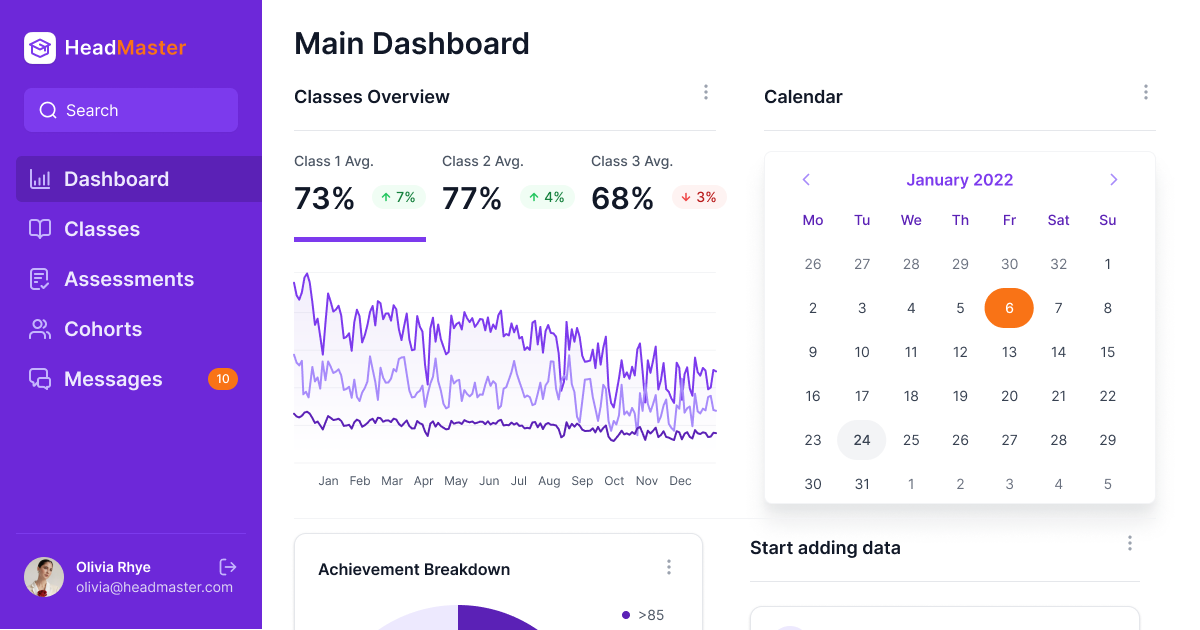 HeadMaster
Search
Dashboard
Classes
Assessments
Cohorts
Messages 10
Olivia Rhye
olivia@headmaster.com
Main Dashboard
Classes Overview
Class 1 Avg. Class 2 Avg. Class 3 Avg.
73% 7% 77% 4% 68% 3%
Jan Feb Mar Apr May Jun Jul Aug Sep Oct Nov Dec
Calendar
January 2022
Mo Tu We Th Fr Sat Su
26 27 28 29 30 32 1
2 3 4 5 6 7 8
9 10 11 12 13 14 15
16 17 18 19 20 21 22
23 24 25 26 27 28 29
30 31 1 2 3 4 5
Achievement Breakdown
>85
Start adding data